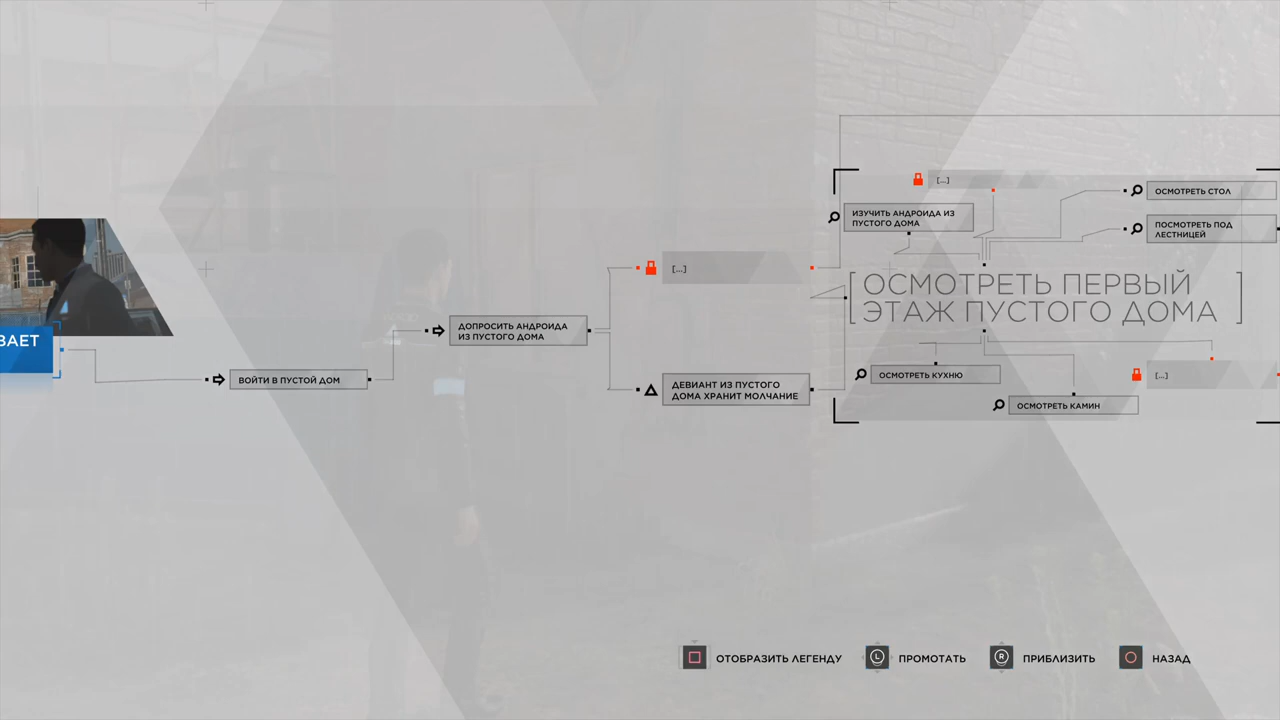 ВАЕТ
ВОЙТИ В ПУСТОЙ ДОМ
ДОПРОСИТЬ АНДРОИДА
ИЗ ПУСТОГО ДОМА
[...]
ДЕВИАНТ ИЗ ПУСТОГО
ДОМА ХРАНИТ МОЛЧАНИЕ
[...]
ИЗУЧИТЬ АНДРОИДА ИЗ
ПУСТОГО ДОМА
ОСМОТРЕТЬ СТОЛ
ПОСМОТРЕТЬ ПОД
ЛЕСТНИЦЕЙ
ОСМОТРЕТЬ ПЕРВЫЙ
ЭТАЖ ПУСТОГО ДОМА
ОСМОТРЕТЬ КУХНЮ
[...]
ОСМОТРЕТЬ КАМИН
ОТОБРАЗИТЬ ЛЕГЕНДУ
L ПРОМОТАТЬ
R ПРИБЛИЗИТЬ
НАЗАД